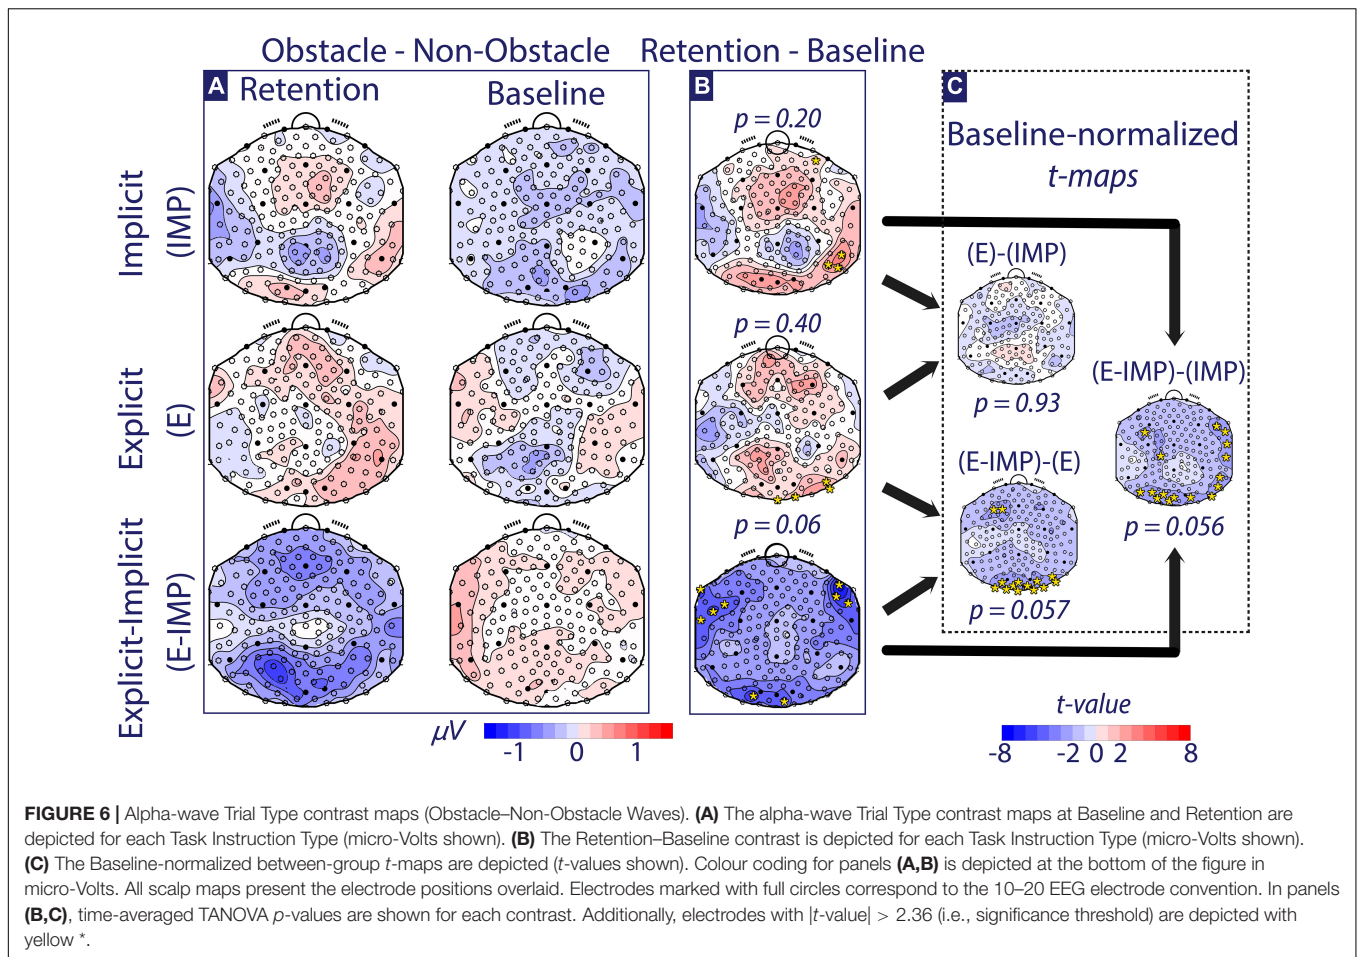 Obstacle - Non-Obstacle
Retention - Baseline
A
Retention
Baseline
B
C
Implicit
(IMP)
p = 0.20
Baseline-normalized
t-maps
(E)-(IMP)
p = 0.93
Explicit
(E)
p = 0.40
(E-IMP)-(IMP)
p = 0.056
(E-IMP)-(E)
p = 0.057
Explicit-Implicit
(E-IMP)
p = 0.06
μV
-1
0
1
t-value
-8
-2
0
2
8
FIGURE 6 | Alpha-wave Trial Type contrast maps (Obstacle–Non-Obstacle Waves). (A) The alpha-wave Trial Type contrast maps at Baseline and Retention are
depicted for each Task Instruction Type (micro-Volts shown). (B) The Retention–Baseline contrast is depicted for each Task Instruction Type (micro-Volts shown).
(C) The Baseline-normalized between-group t-maps are depicted (t-values shown). Colour coding for panels (A,B) is depicted at the bottom of the figure in
micro-Volts. All scalp maps present the electrode positions overlaid. Electrodes marked with full circles correspond to the 10–20 EEG electrode convention. In panels
(B,C), time-averaged TANOVA p-values are shown for each contrast. Additionally, electrodes with |t-value| > 2.36 (i.e., significance threshold) are depicted with
yellow *.